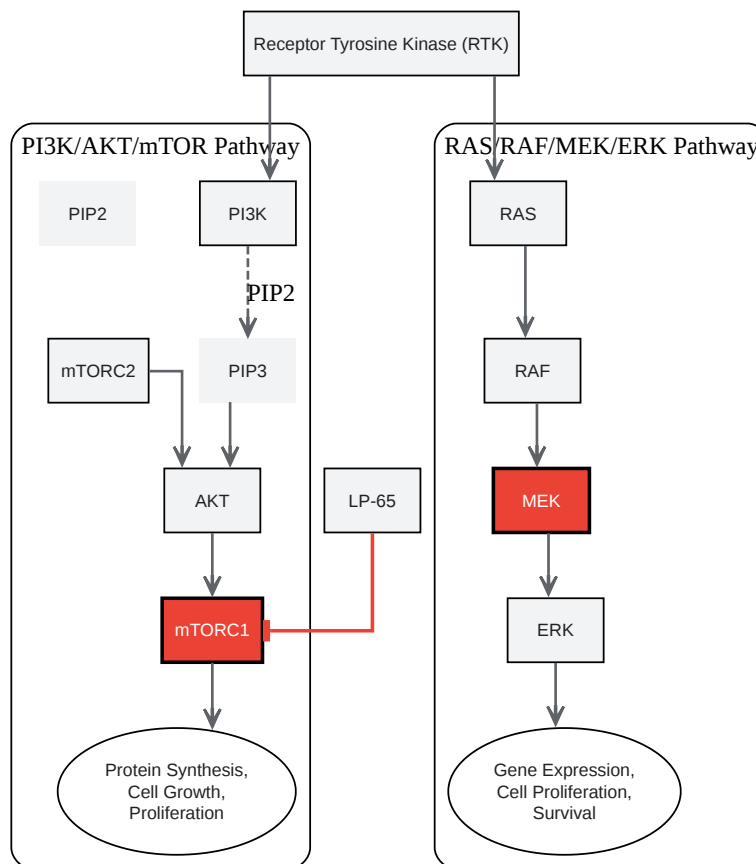 Receptor Tyrosine Kinase (RTK)
PI3K/AKT/mTOR Pathway
RAS/RAF/MEK/ERK Pathway
PIP2
PI3K
RAS
PIP2
mTORC2
PIP3
RAF
AKT
LP-65
MEK
mTORC1
ERK
Protein Synthesis,
Cell Growth,
Proliferation
Gene Expression,
Cell Proliferation,
Survival